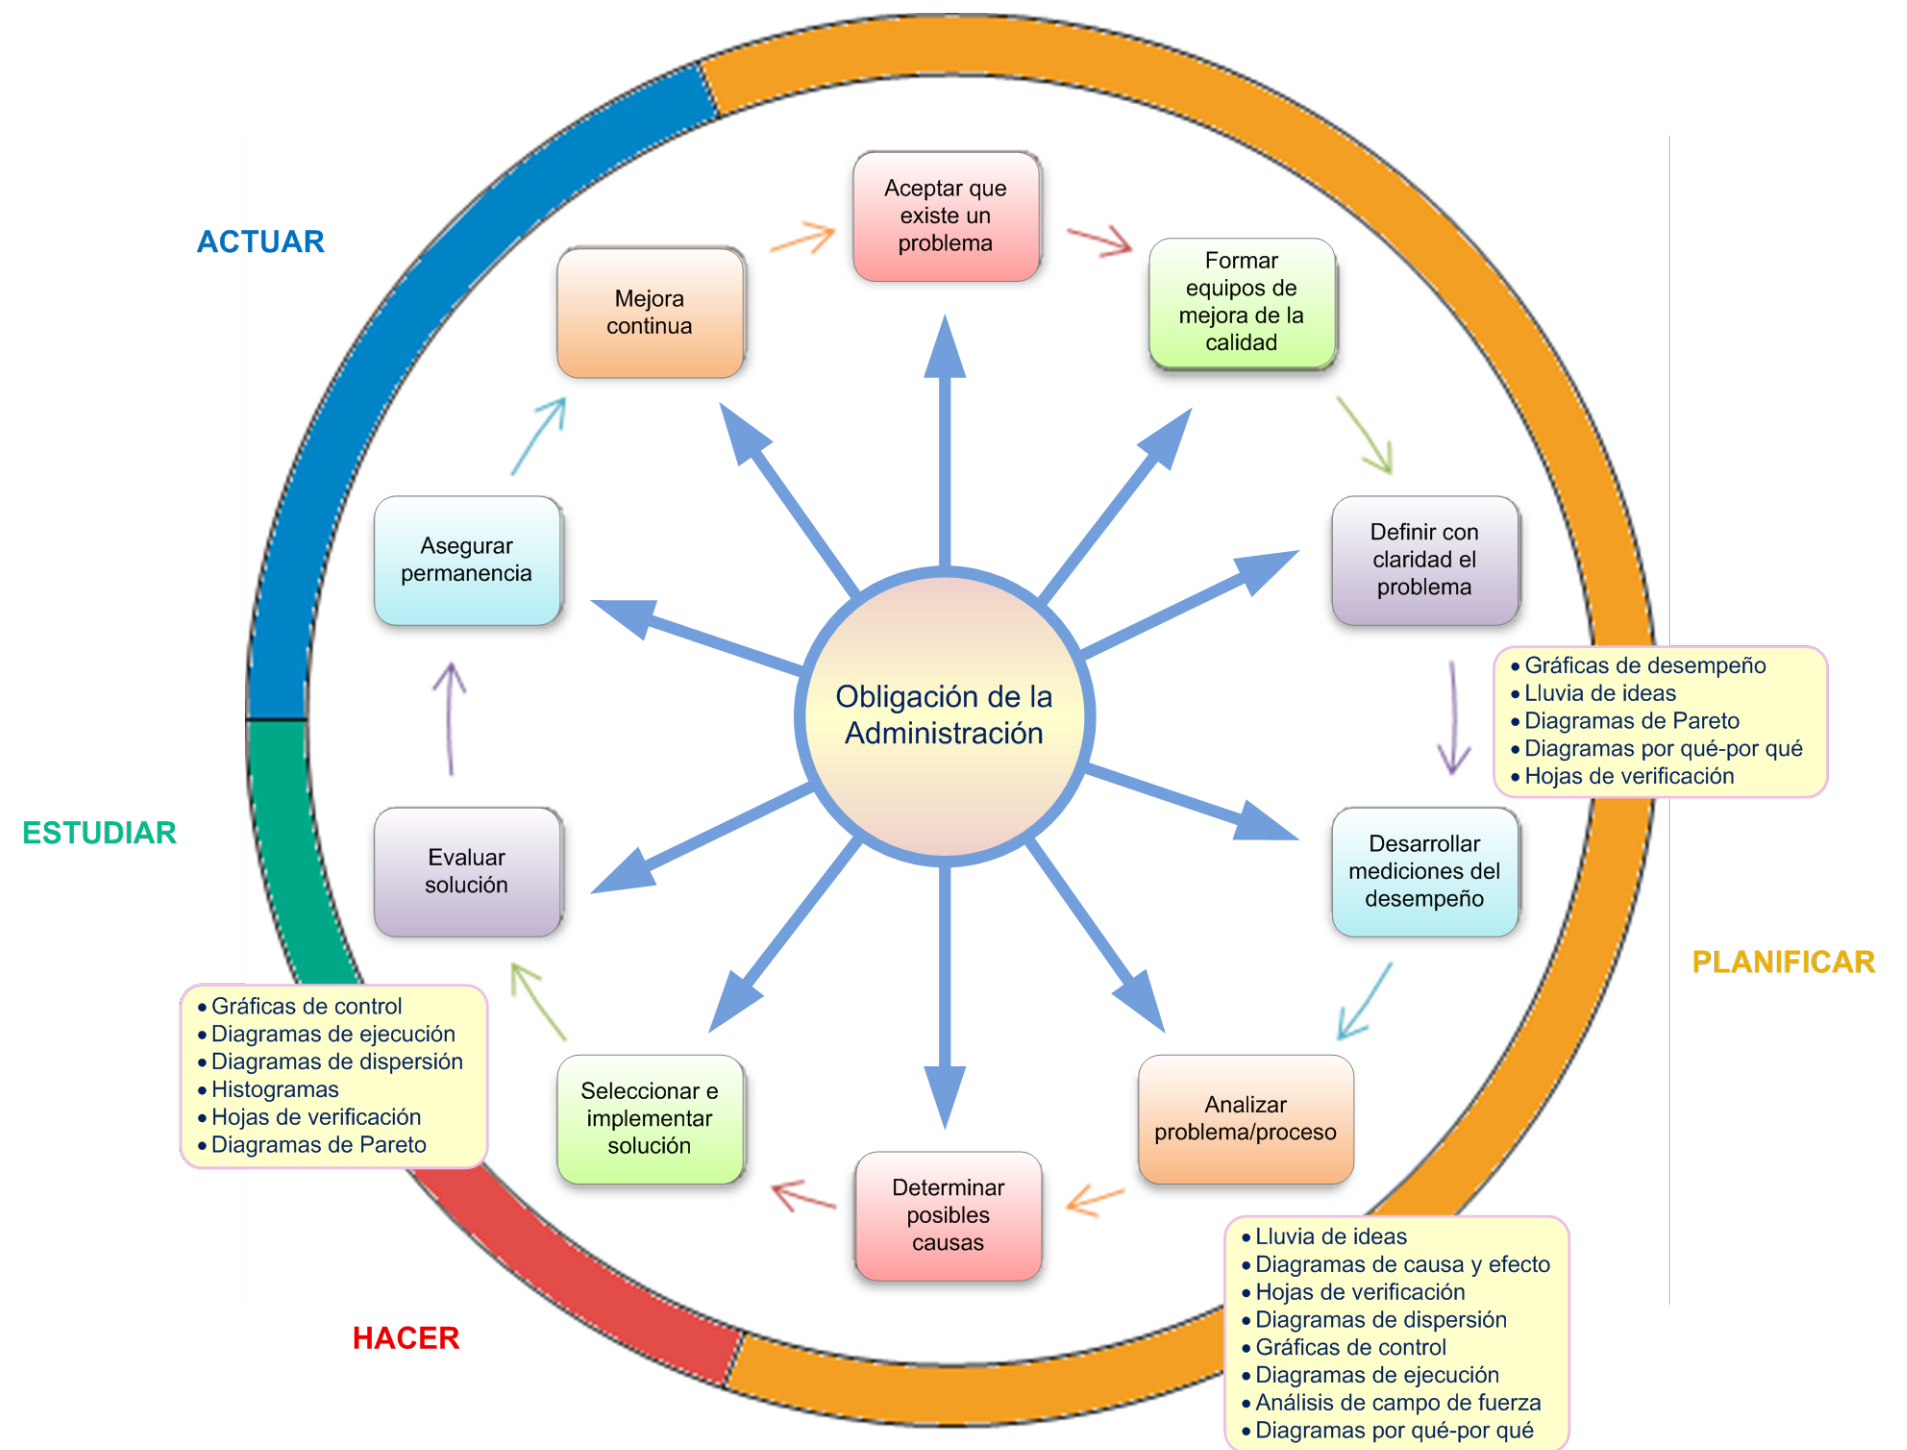 Aceptar que
existe un
problema
Formar
equipos de
mejora de la
calidad
Definir con
claridad el
problema
• Gráficas de desempeño
• Lluvia de ideas
• Diagramas de Pareto
• Diagramas por qué-por qué
• Hojas de verificación
Desarrollar
mediciones del
desempeño
PLANIFICAR
Analizar
problema/proceso
• Lluvia de ideas
• Diagramas de causa y efecto
• Hojas de verificación
• Diagramas de dispersión
• Gráficas de control
• Diagramas de ejecución
• Análisis de campo de fuerza
• Diagramas por qué-por qué
Determinar
posibles
causas
Seleccionar e
implementar
solución
HACER
• Gráficas de control
• Diagramas de ejecución
• Diagramas de dispersión
• Histogramas
• Hojas de verificación
• Diagramas de Pareto
Evaluar
solución
ESTUDIAR
Asegurar
permanencia
Mejora
continua
ACTUAR
Obligación de la
Administración